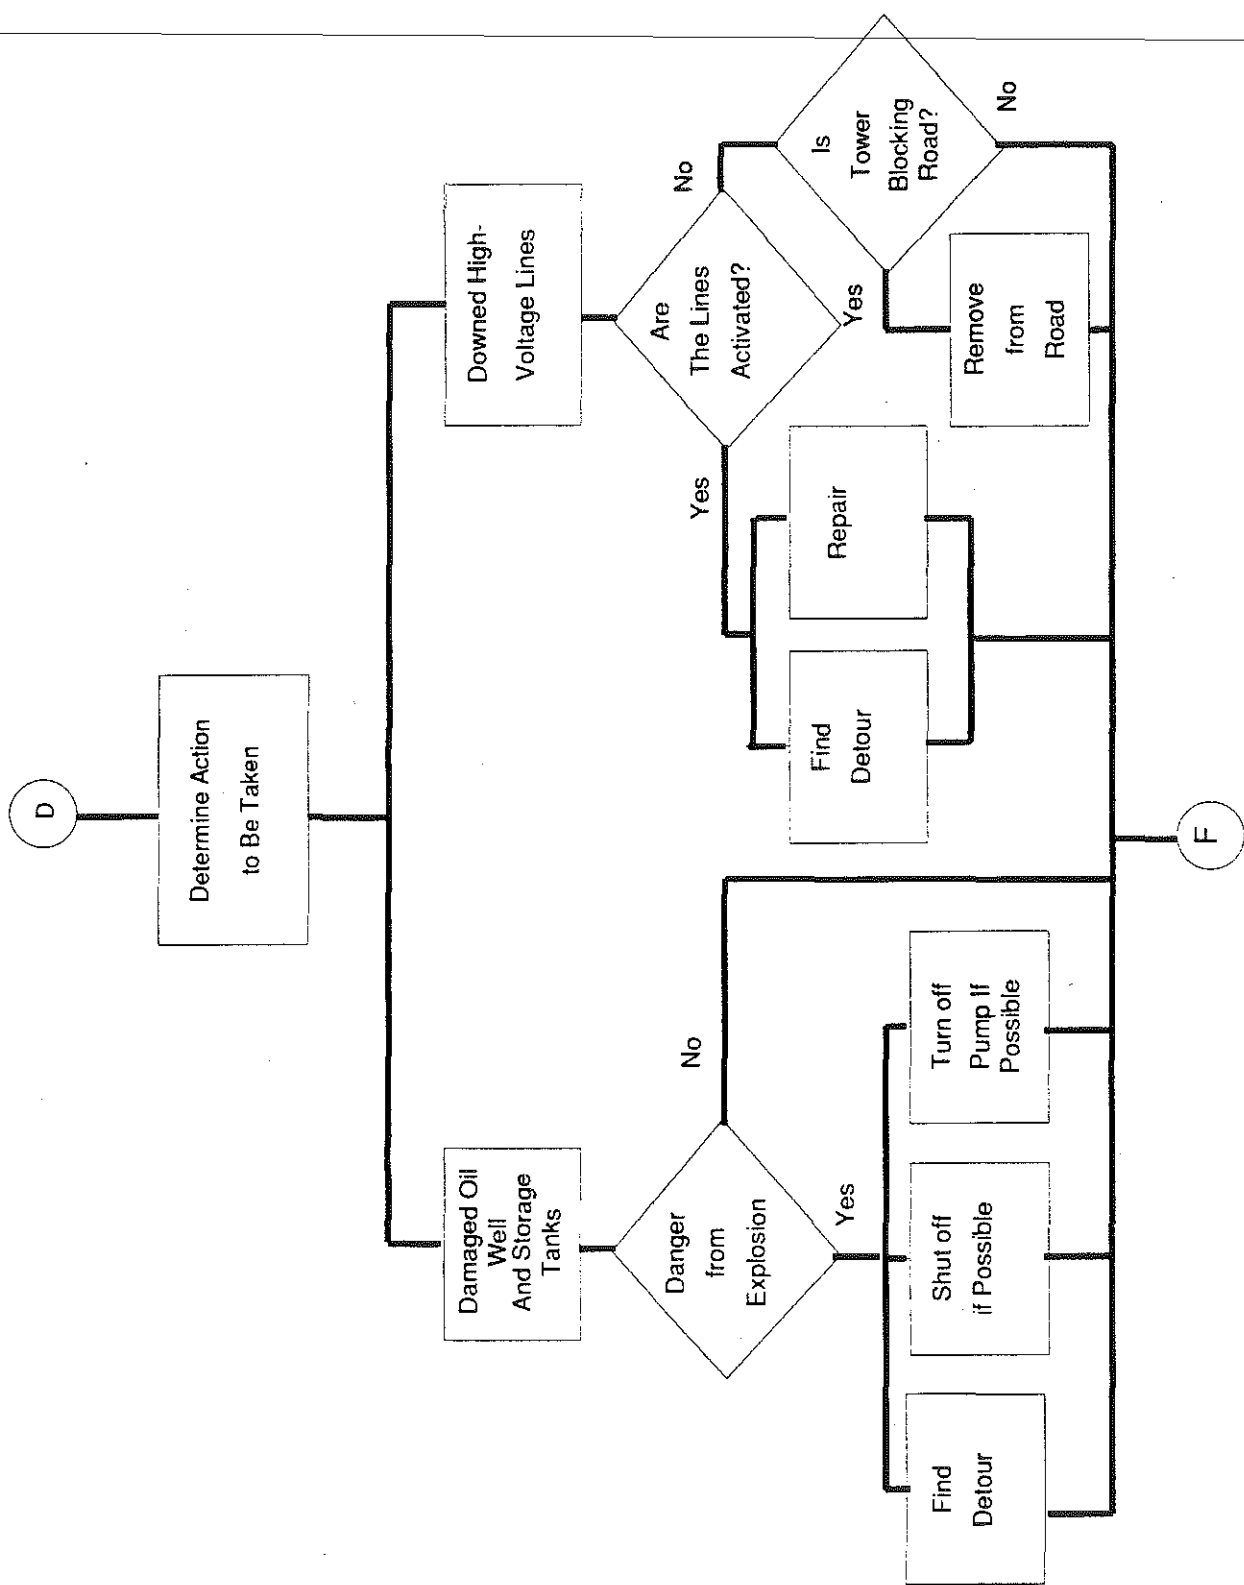 D
Determine Action
to Be Taken
Damaged Oil
Well
And Storage
Tanks
Downed High-
Voltage Lines
Danger
from
Explosion
No
Yes
Are
The Lines
Activated?
Yes
No
Is
Tower
Blocking
Road?
Yes
No
Find
Detour
Shut off
if Possible
Turn off
Pump If
Possible
Find
Detour
Repair
Remove
from
Road
F